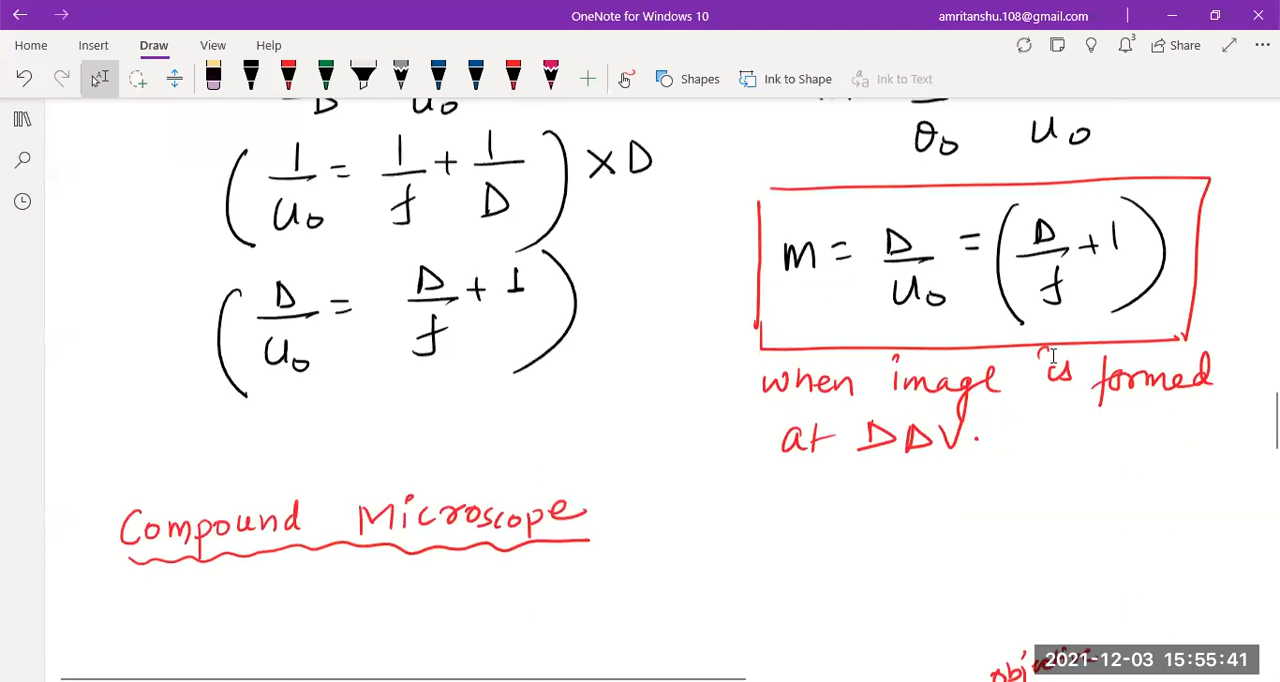 OneNote for Windows 10
amritanshu.108@gmail.com
Home Insert Draw View Help
Share
Shapes
Ink to Shape
Ink to Text
D u₀
θ₀ u₀
(1/u₀ = 1/f + 1/D) × D
(D/u₀ = D/f + 1)
m = D/u₀ = (D/f + 1)
when image is formed
at DDV.
Compound Microscope
2021-12-03 15:55:41